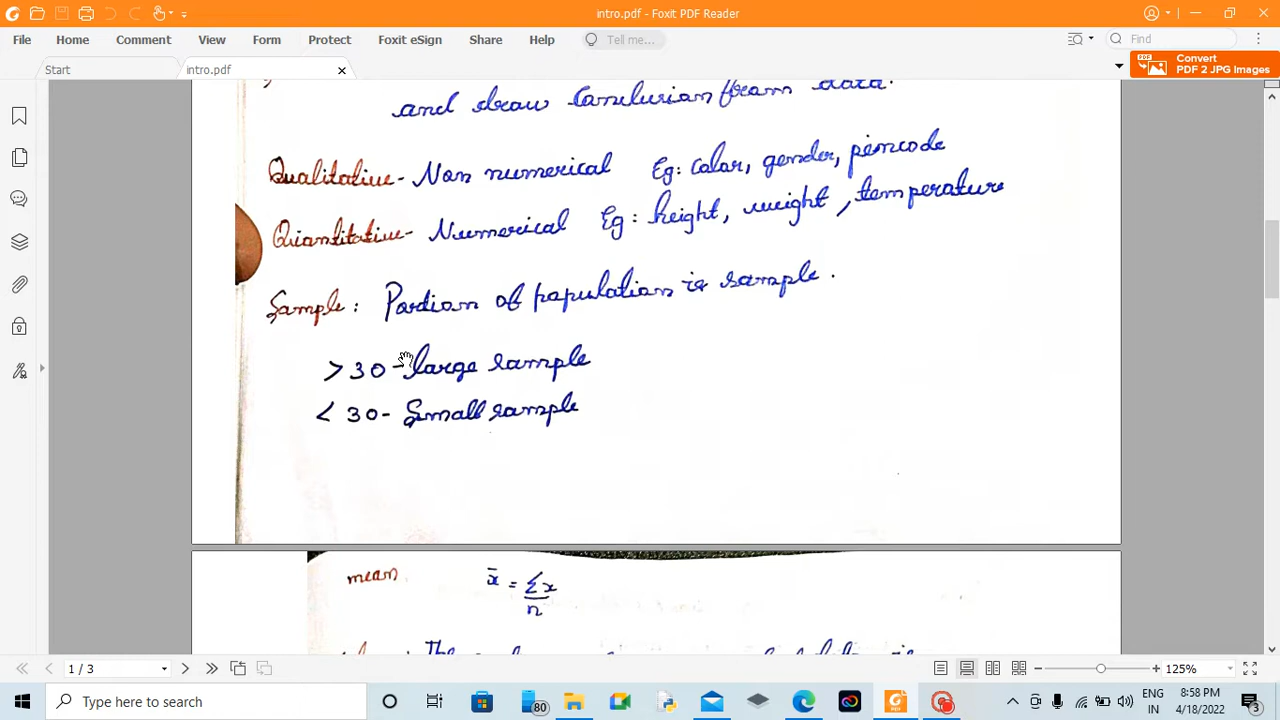 intro.pdf - Foxit PDF Reader
File Home Comment View Form Protect Foxit eSign Share Help Tell me... Find
Start intro.pdf Convert
PDF 2 JPG Images
and draw Conclusion from data.
Qualitative - Non numerical Eg: color, gender, pincode
Quantitative - Numerical Eg: height, weight, temperature
Sample: Portion of population is sample.
> 30 - large sample
< 30 - Small sample
mean x̄ = Σx
n
1 / 3 125%
Type here to search 80 ENG 8:58 PM
IN 4/18/2022 3